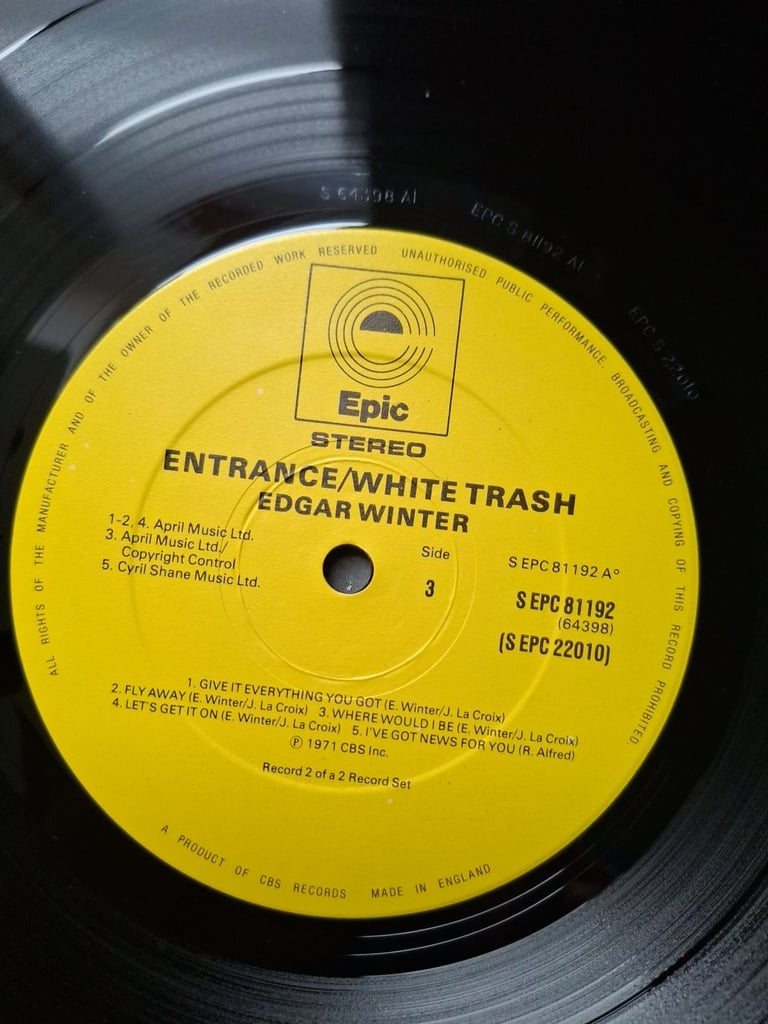 S 64398 A1
EPC S 81192 A1
EPC S 22010
ALL RIGHTS OF THE MANUFACTURER AND OF THE OWNER OF THE RECORDED WORK RESERVED UNAUTHORISED PUBLIC PERFORMANCE, BROADCASTING AND COPYING OF THIS RECORD PROHIBITED.
Epic
STEREO
ENTRANCE/WHITE TRASH
EDGAR WINTER
1-2. 4. April Music Ltd.
3. April Music Ltd./
Copyright Control
5. Cyril Shane Music Ltd.
Side
3
S EPC 81192 A°
S EPC 81192
(64398)
(S EPC 22010)
1. GIVE IT EVERYTHING YOU GOT (E. Winter/J. La Croix)
2. FLY AWAY (E. Winter/J. La Croix) 3. WHERE WOULD I BE (E. Winter/J. La Croix)
4. LET'S GET IT ON (E. Winter/J. La Croix) 5. I'VE GOT NEWS FOR YOU (R. Alfred)
℗ 1971 CBS Inc.
Record 2 of a 2 Record Set
A PRODUCT OF CBS RECORDS MADE IN ENGLAND